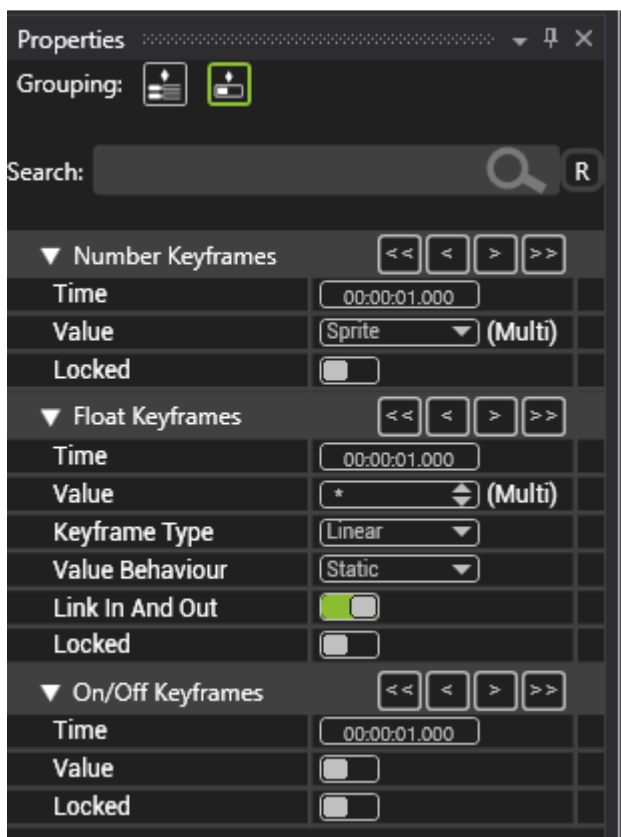 Properties
Grouping:
Search: R
Number Keyframes << < > >>
Time 00:00:01.000
Value Sprite (Multi)
Locked
Float Keyframes << < > >>
Time 00:00:01.000
Value * (Multi)
Keyframe Type Linear
Value Behaviour Static
Link In And Out
Locked
On/Off Keyframes << < > >>
Time 00:00:01.000
Value
Locked